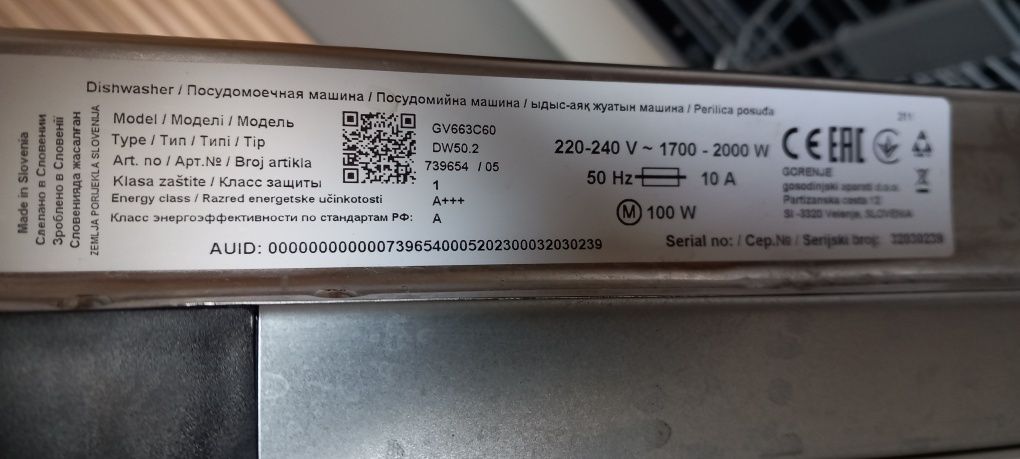 Dishwasher / Посудомоечная машина / Посудомийна машина / ыдыс-аяқ жуатын машина / Perilica posuđa
Model / Моделі / Модель GV663C60
Type / Тип / Типі / Tip DW50.2
Art. no / Арт.№ / Broj artikla 739654 / 05
Klasa zaštite / Класс защиты 1
Energy class / Razred energetske učinkotosti A+++
Класс энергоэффективности по стандартам РФ: A
AUID: 0000000000007396540005202300032030239
220-240 V ~ 1700 - 2000 W
50 Hz 10 A
M 100 W
CE EAC
GORENJE
gospodinjski aparati d.o.o.
Partizanska cesta 12
SI -3320 Velenje, SLOVENIA
Serial no: / Сер.№ / Serijski broj: 32030239
Made in Slovenia
Сделано в Словении
Зроблено в Словенії
Словенияда жасалған
ZEMLJA PORIJEKLA SLOVENIJA